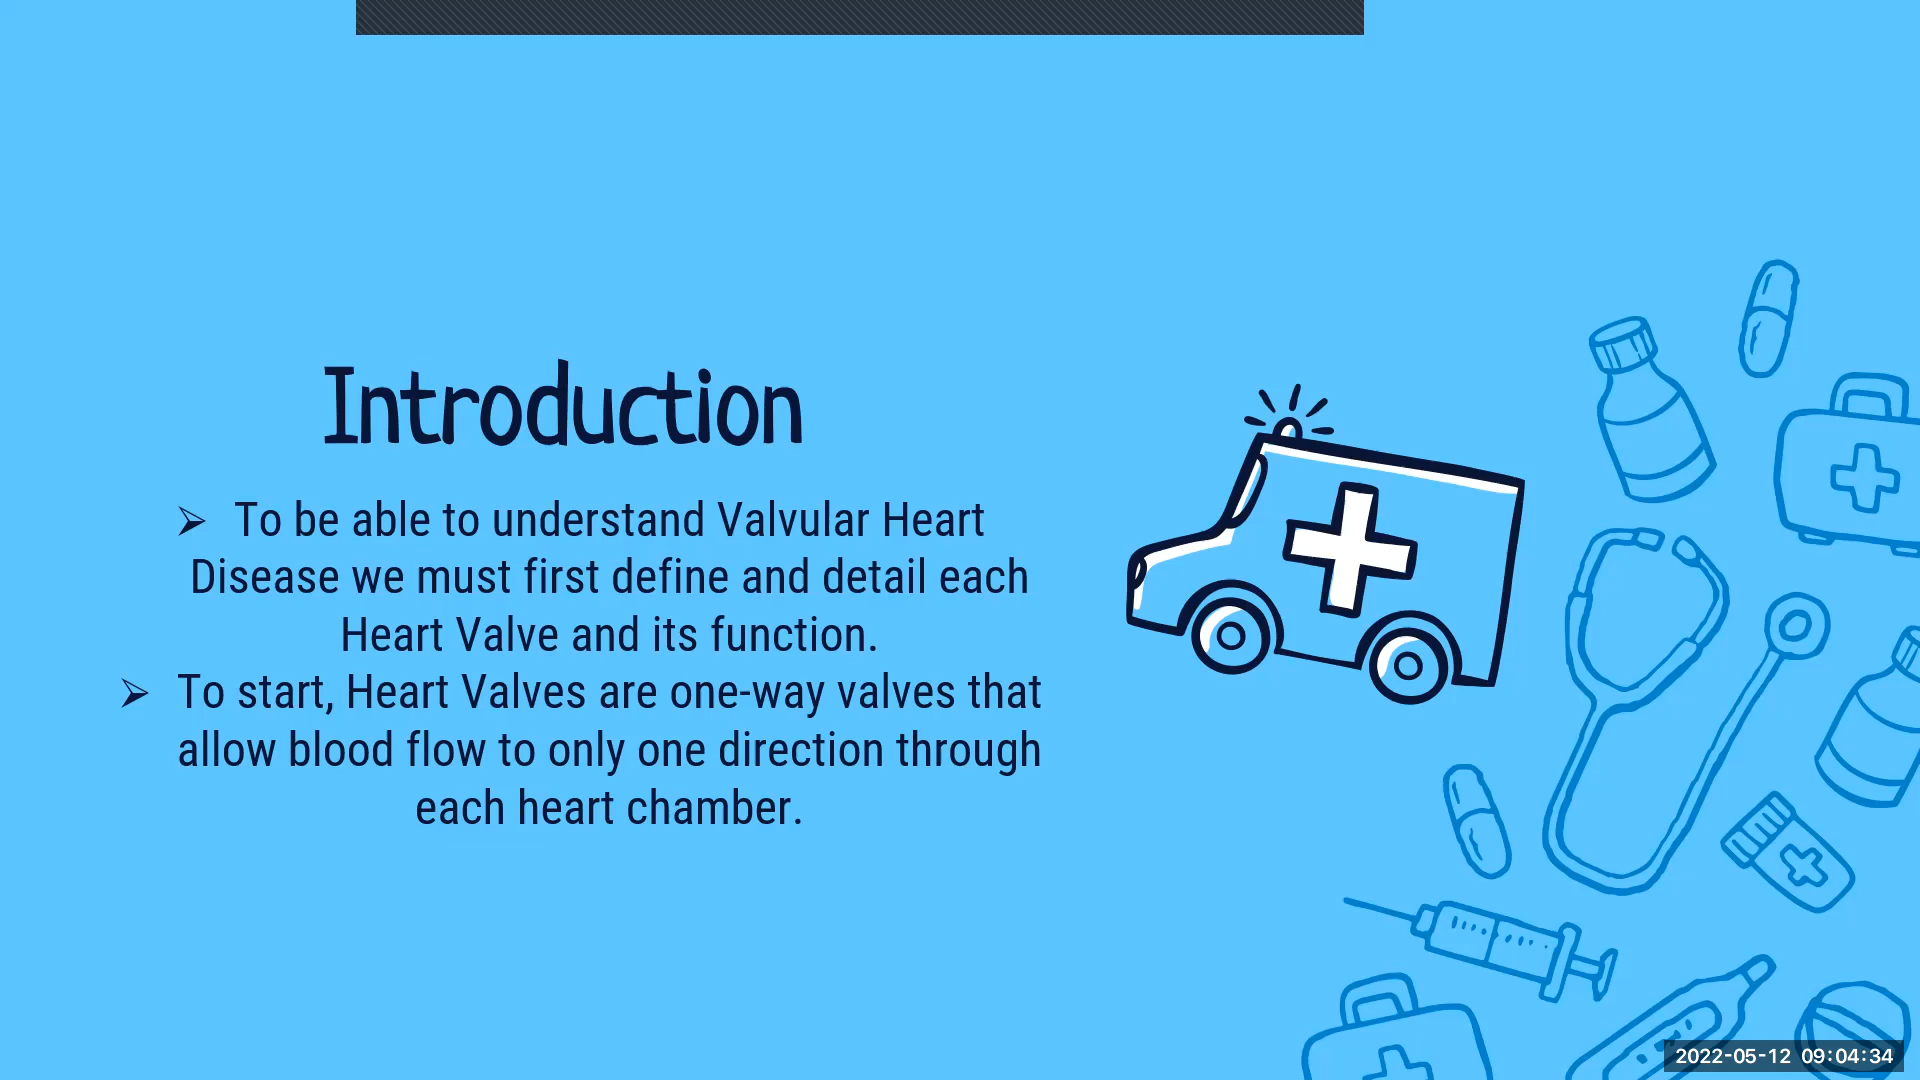 Introduction
➢ To be able to understand Valvular Heart
Disease we must first define and detail each
Heart Valve and its function.
➢ To start, Heart Valves are one-way valves that
allow blood flow to only one direction through
each heart chamber.
2022-05-12 09:04:34